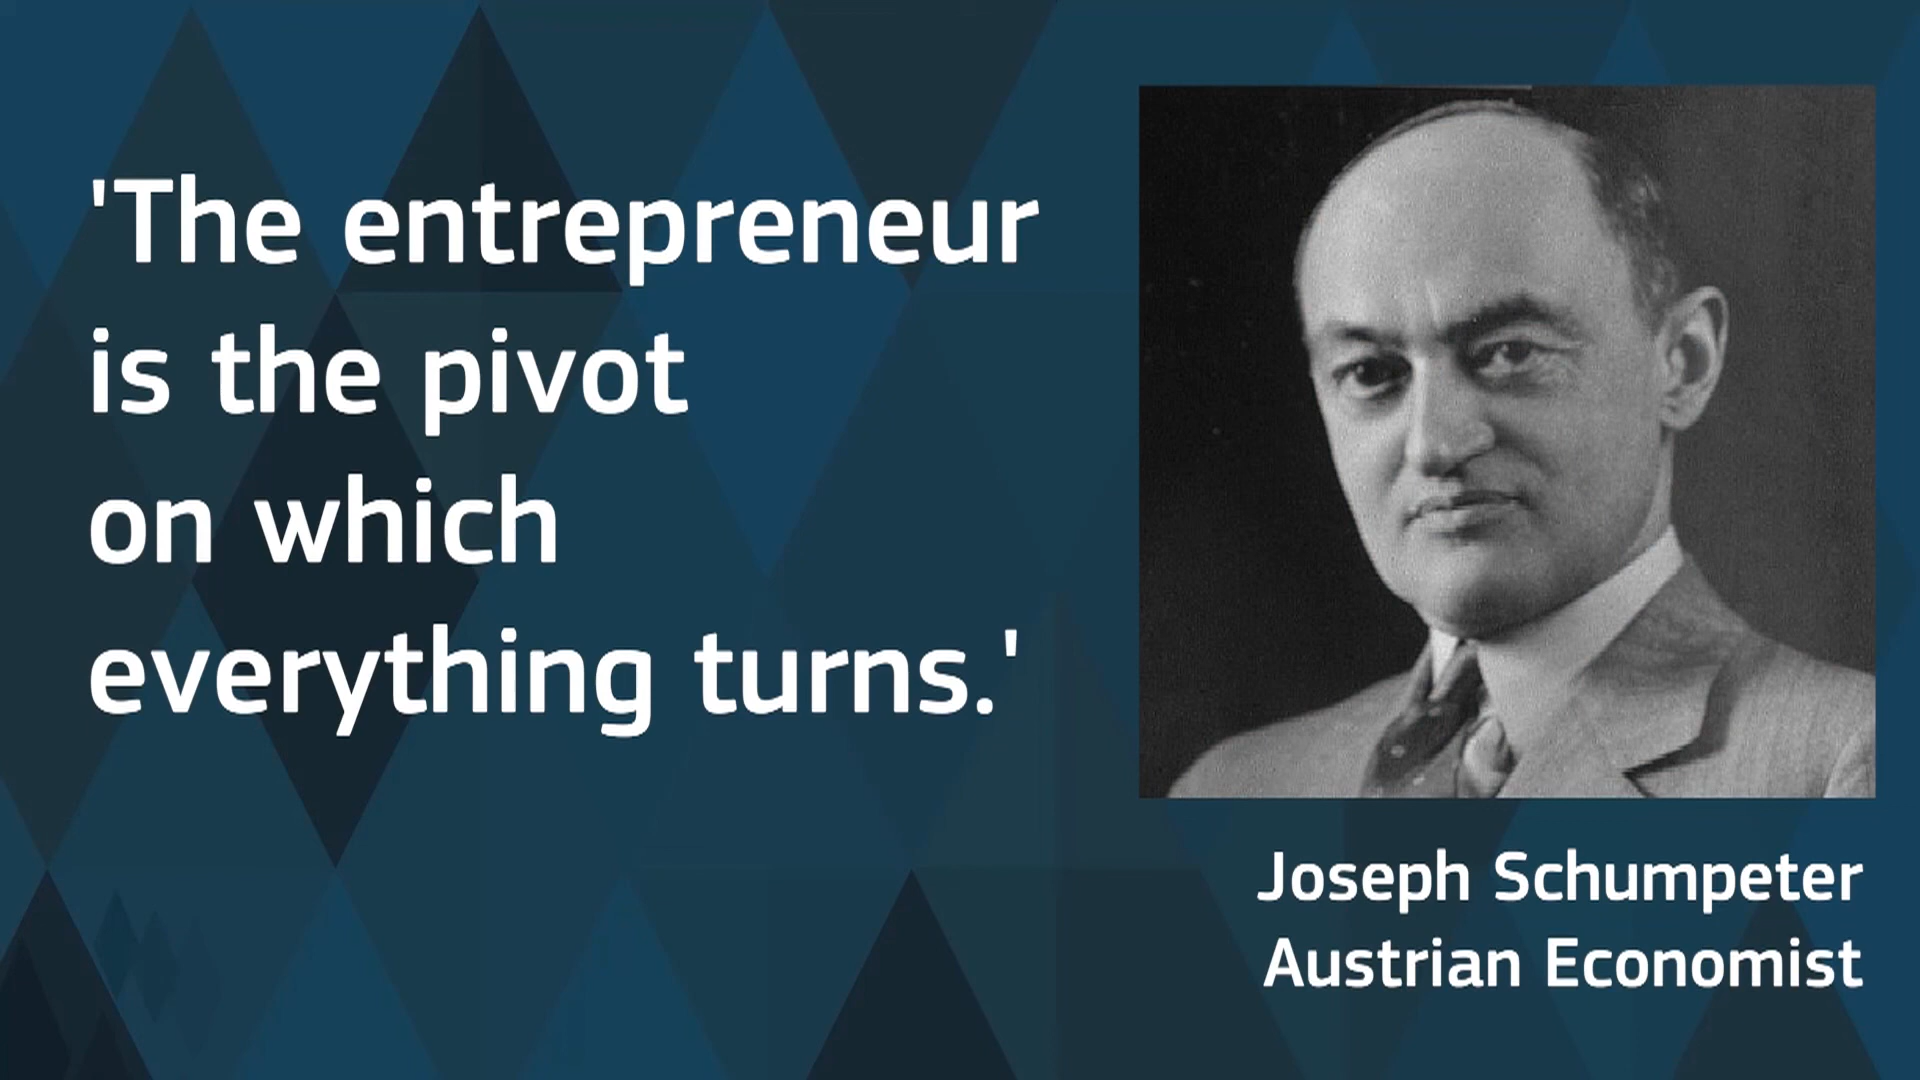 'The entrepreneur
is the pivot
on which
everything turns.'
Joseph Schumpeter
Austrian Economist